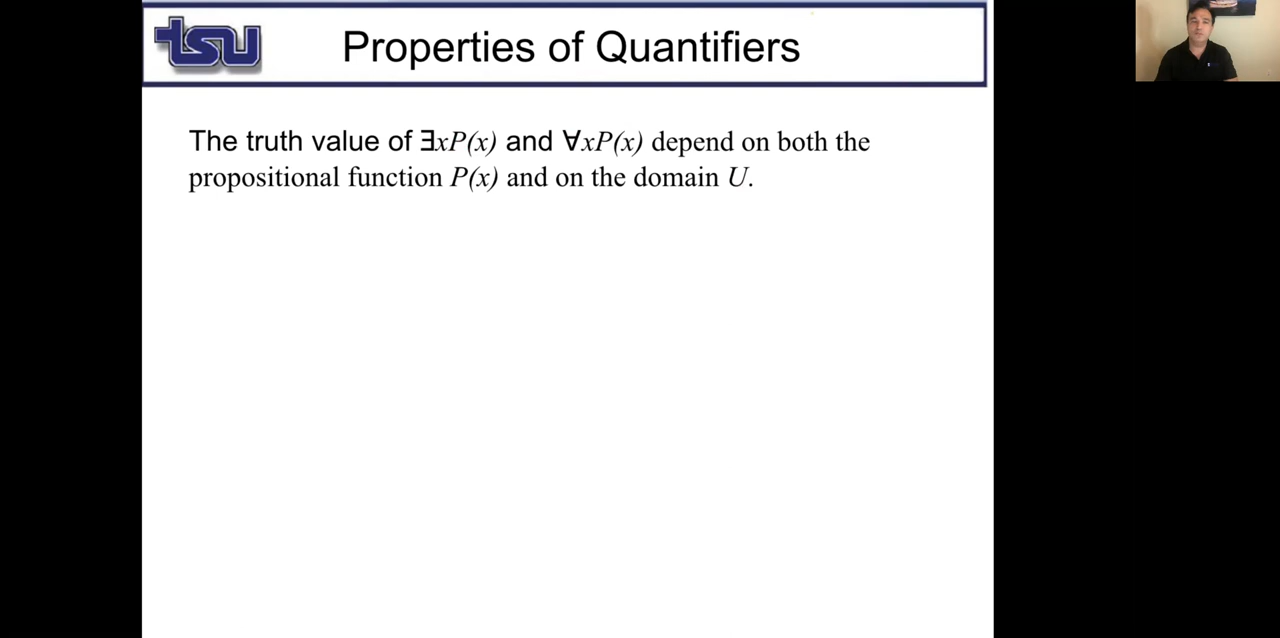 tsu
Properties of Quantifiers
The truth value of ∃xP(x) and ∀xP(x) depend on both the
propositional function P(x) and on the domain U.